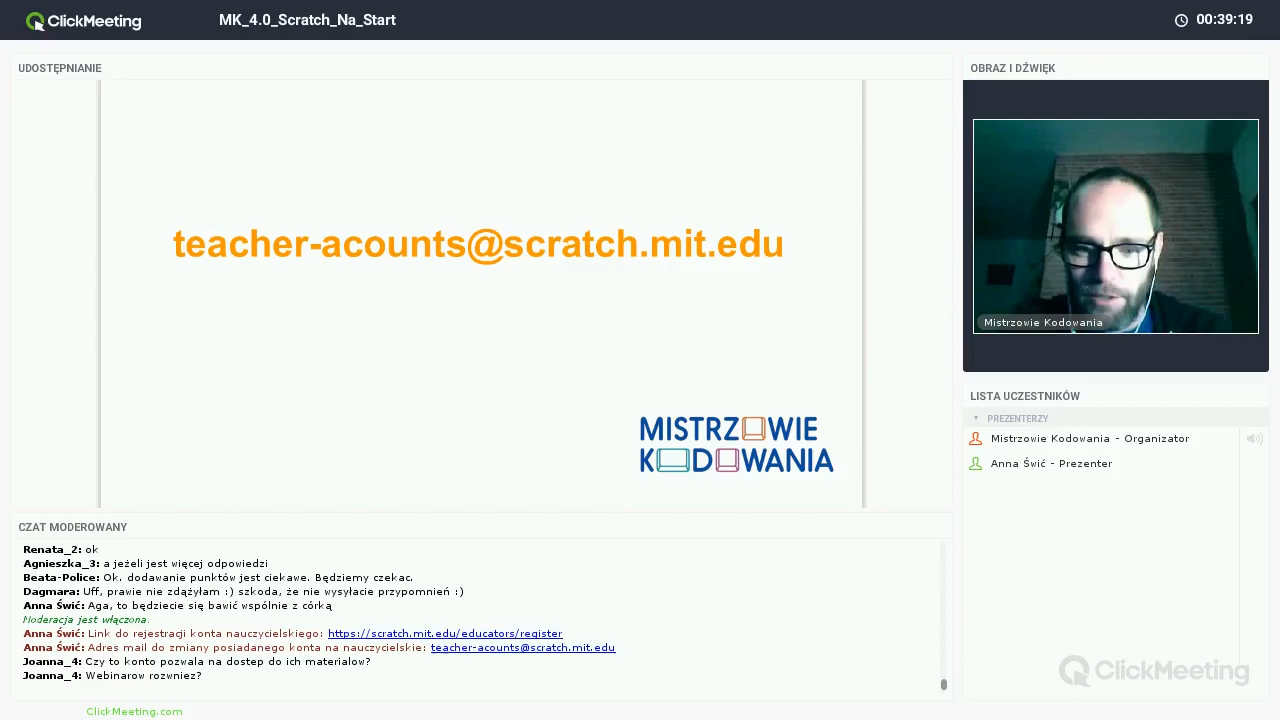 ClickMeeting
MK_4.0_Scratch_Na_Start
00:39:19
UDOSTĘPNIANIE
teacher-acounts@scratch.mit.edu
MISTRZOWIE
KODOWANIA
OBRAZ I DŹWIĘK
Mistrzowie Kodowania
LISTA UCZESTNIKÓW
PREZENTERZY
Mistrzowie Kodowania - Organizator
Anna Świć - Prezenter
CZAT MODEROWANY
Renata_2: ok
Agnieszka_3: a jeżeli jest więcej odpowiedzi
Beata-Police: Ok. dodawanie punktów jest ciekawe. Będziemy czekac.
Dagmara: Uff, prawie nie zdążyłam :) szkoda, że nie wysyłacie przypomnień :)
Anna Świć: Aga, to będziecie się bawić wspólnie z córką
Moderacja jest włączona.
Anna Świć: Link do rejestracji konta nauczycielskiego: https://scratch.mit.edu/educators/register
Anna Świć: Adres mail do zmiany posiadanego konta na nauczycielskie: teacher-acounts@scratch.mit.edu
Joanna_4: Czy to konto pozwala na dostep do ich materialow?
Joanna_4: Webinarow rozwniez?
ClickMeeting
ClickMeeting.com